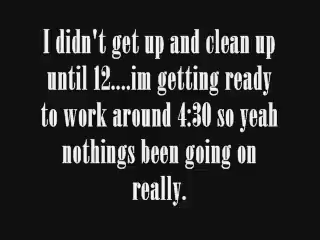 I didn't get up and clean up
until 12....im getting ready
to work around 4:30 so yeah
nothings been going on
really.